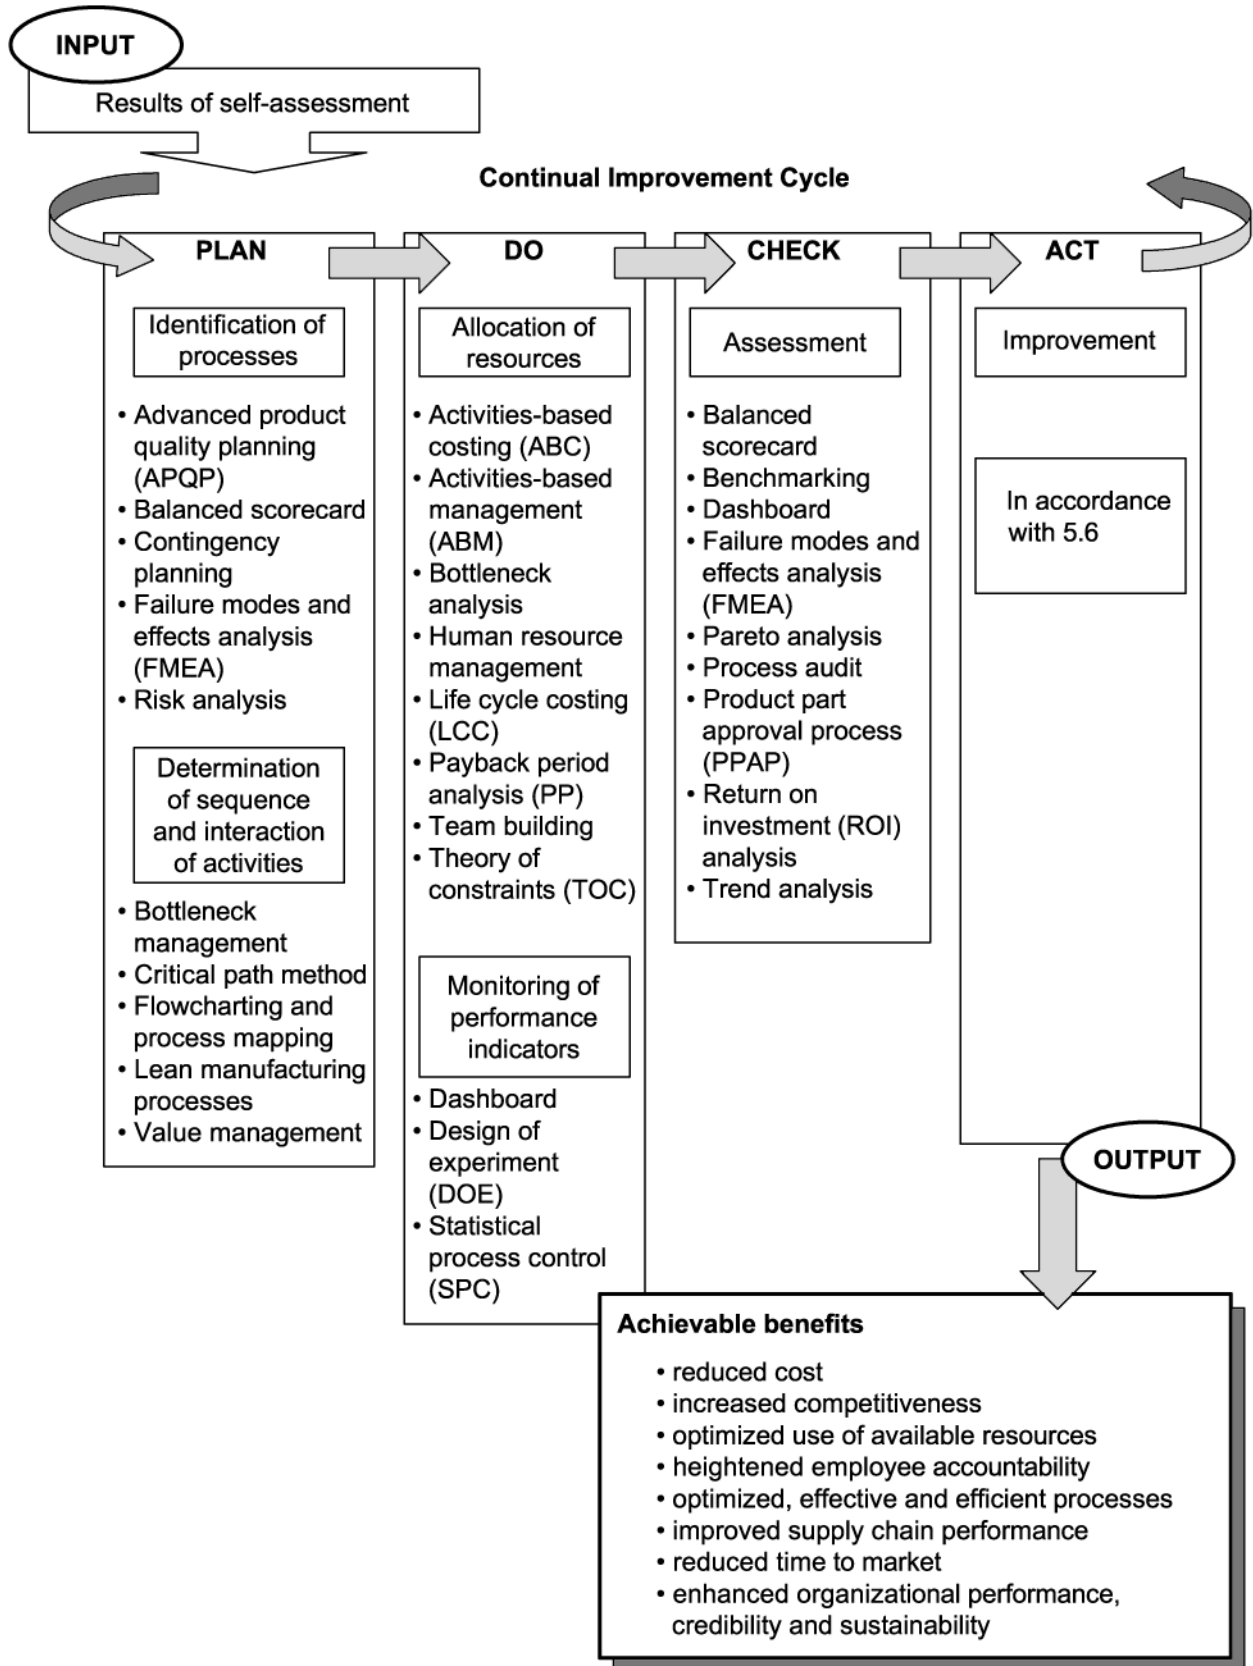 INPUT
Results of self-assessment
Continual Improvement Cycle
PLAN
Identification of
processes
• Advanced product
quality planning
(APQP)
• Balanced scorecard
• Contingency
planning
• Failure modes and
effects analysis
(FMEA)
• Risk analysis
Determination
of sequence
and interaction
of activities
• Bottleneck
management
• Critical path method
• Flowcharting and
process mapping
• Lean manufacturing
processes
• Value management
DO
Allocation of
resources
• Activities-based
costing (ABC)
• Activities-based
management
(ABM)
• Bottleneck
analysis
• Human resource
management
• Life cycle costing
(LCC)
• Payback period
analysis (PP)
• Team building
• Theory of
constraints (TOC)
Monitoring of
performance
indicators
• Dashboard
• Design of
experiment
(DOE)
• Statistical
process control
(SPC)
CHECK
Assessment
• Balanced
scorecard
• Benchmarking
• Dashboard
• Failure modes and
effects analysis
(FMEA)
• Pareto analysis
• Process audit
• Product part
approval process
(PPAP)
• Return on
investment (ROI)
analysis
• Trend analysis
ACT
Improvement
In accordance
with 5.6
OUTPUT
Achievable benefits
• reduced cost
• increased competitiveness
• optimized use of available resources
• heightened employee accountability
• optimized, effective and efficient processes
• improved supply chain performance
• reduced time to market
• enhanced organizational performance,
credibility and sustainability